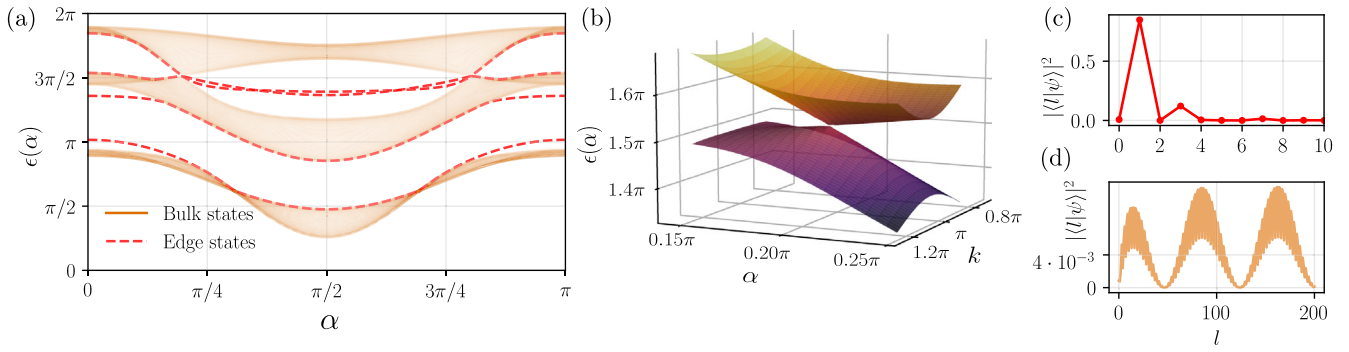 (a)
2π
3π/2
π
π/2
0
ϵ(α)
Bulk states
Edge states
0
π/4
π/2
3π/4
π
α
(b)
1.6π
1.5π
1.4π
ϵ(α)
0.15π
0.20π
0.25π
α
0.8π
π
1.2π
k
(c)
0.5
0.0
|⟨l|ψ⟩|²
0 2 4 6 8 10
(d)
4 · 10⁻³
0
|⟨l|ψ⟩|²
0 100 200
l